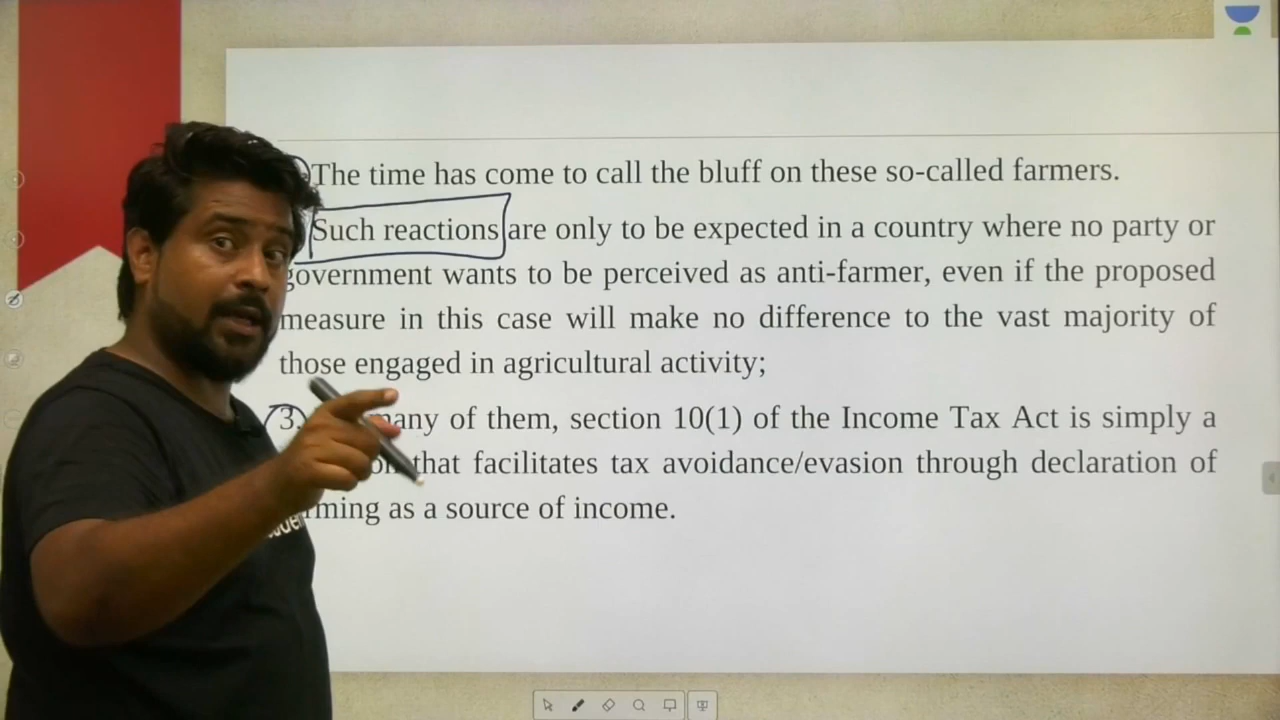 The time has come to call the bluff on these so-called farmers.
Such reactions are only to be expected in a country where no party or
government wants to be perceived as anti-farmer, even if the proposed
measure in this case will make no difference to the vast majority of
those engaged in agricultural activity;
3. many of them, section 10(1) of the Income Tax Act is simply a
that facilitates tax avoidance/evasion through declaration of
as a source of income.